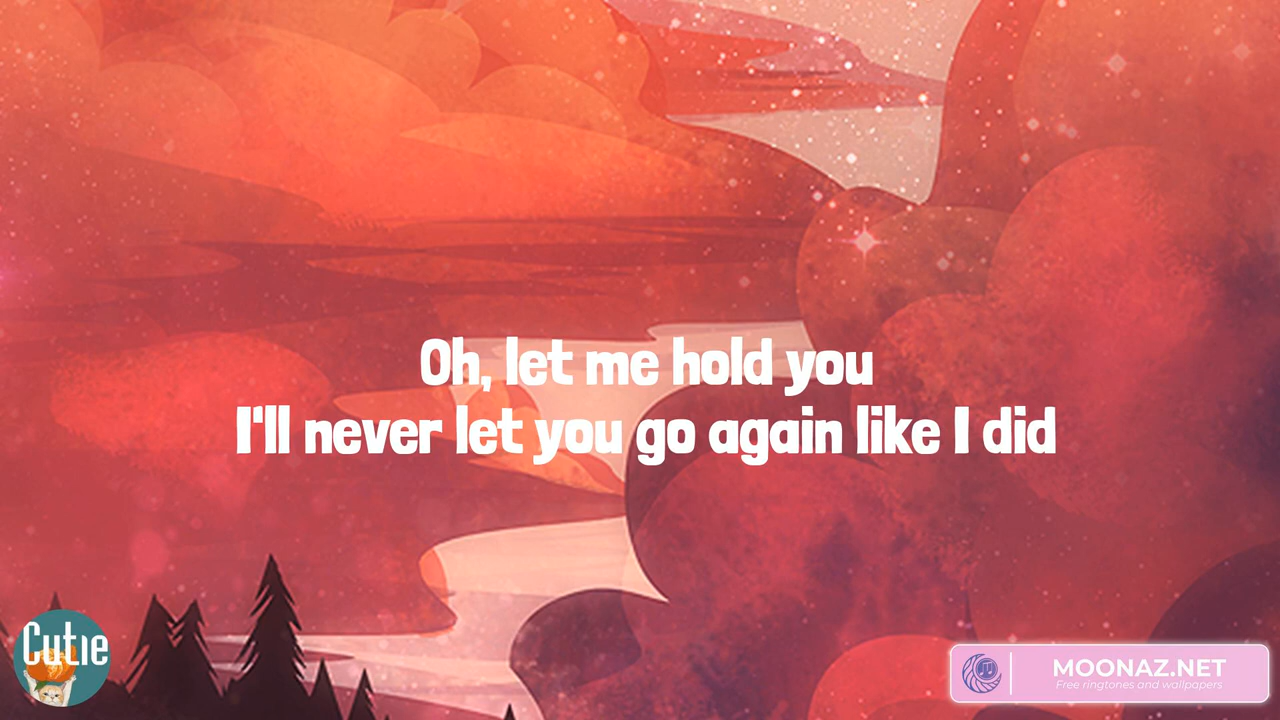 Oh, let me hold you
I'll never let you go again like I did
Cutie
MOONAZ.NET
Free ringtones and wallpapers